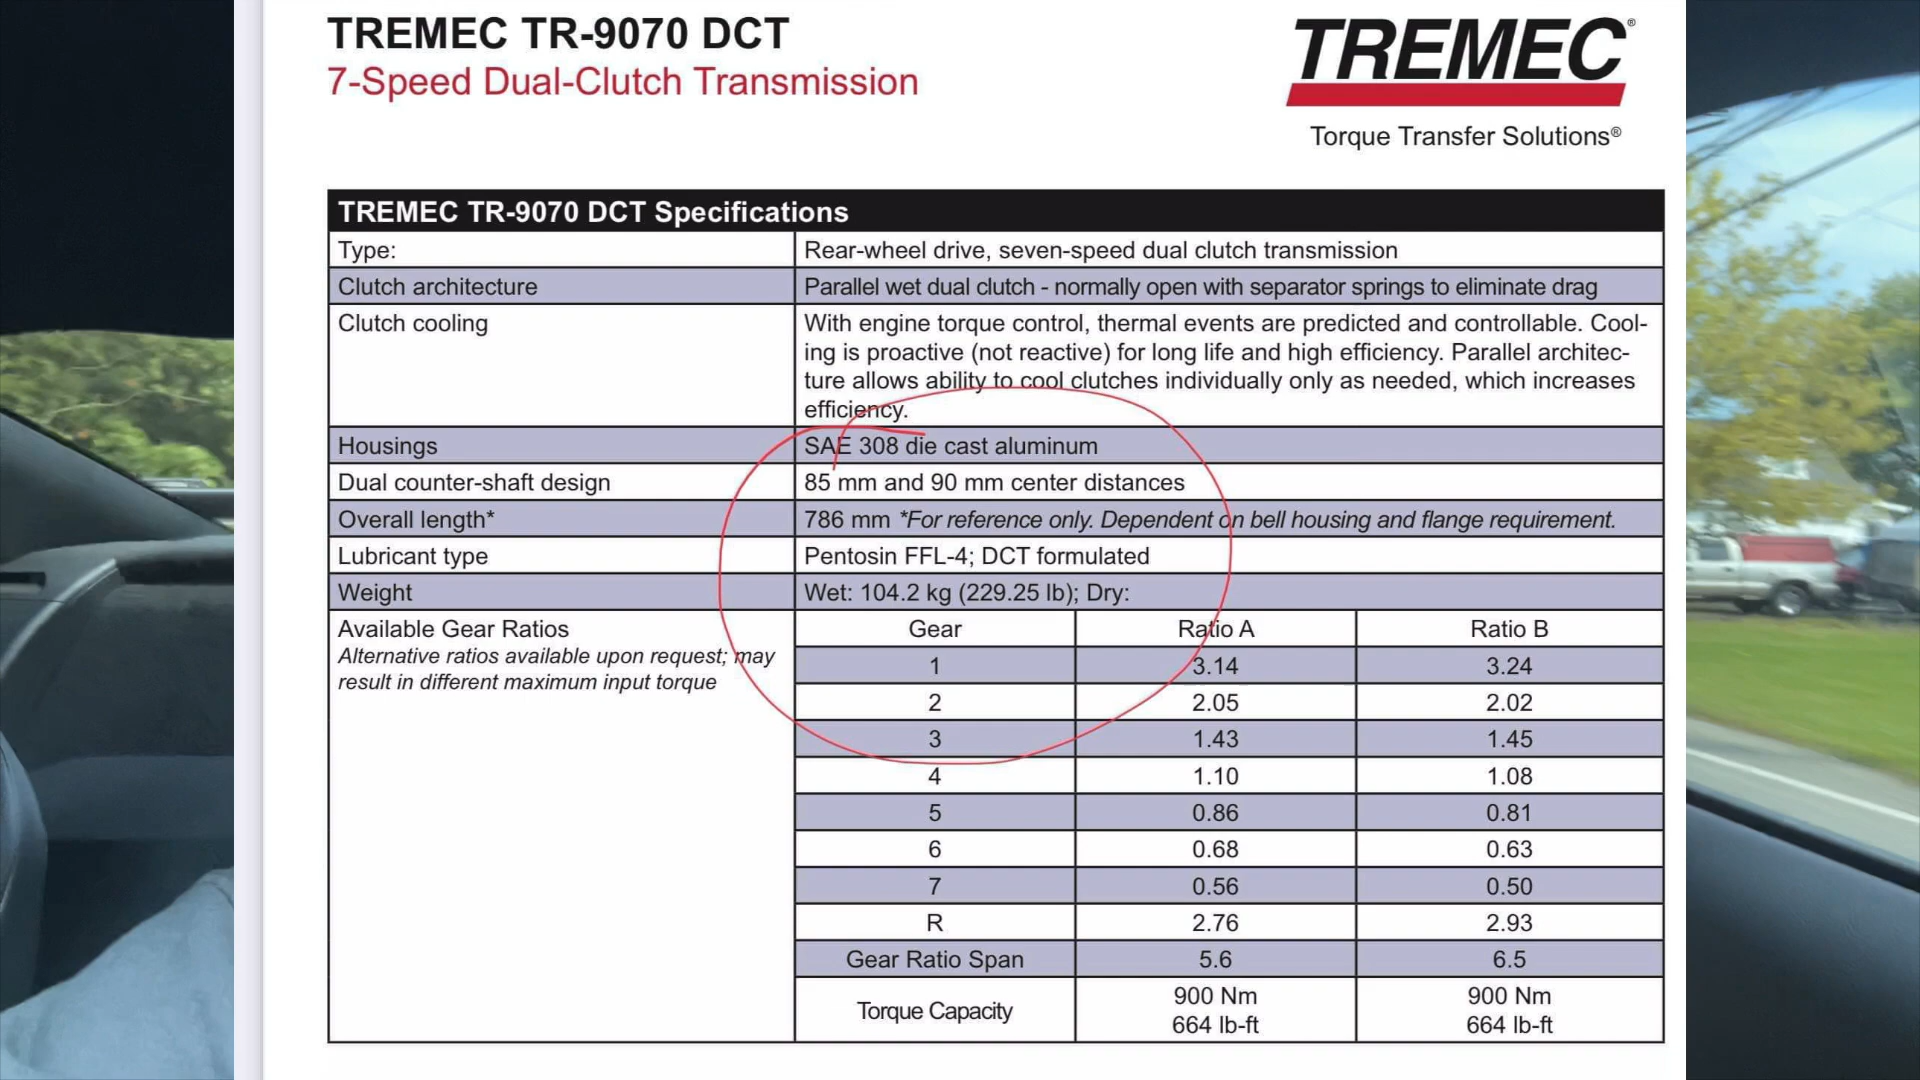 TREMEC TR-9070 DCT
7-Speed Dual-Clutch Transmission
TREMEC®
Torque Transfer Solutions®
TREMEC TR-9070 DCT Specifications
Type: Rear-wheel drive, seven-speed dual clutch transmission
Clutch architecture Parallel wet dual clutch - normally open with separator springs to eliminate drag
Clutch cooling With engine torque control, thermal events are predicted and controllable. Cool-
ing is proactive (not reactive) for long life and high efficiency. Parallel architec-
ture allows ability to cool clutches individually only as needed, which increases
efficiency.
Housings SAE 308 die cast aluminum
Dual counter-shaft design 85 mm and 90 mm center distances
Overall length* 786 mm *For reference only. Dependent on bell housing and flange requirement.
Lubricant type Pentosin FFL-4; DCT formulated
Weight Wet: 104.2 kg (229.25 lb); Dry:
Available Gear Ratios
Alternative ratios available upon request; may
result in different maximum input torque
Gear Ratio A Ratio B
1 3.14 3.24
2 2.05 2.02
3 1.43 1.45
4 1.10 1.08
5 0.86 0.81
6 0.68 0.63
7 0.56 0.50
R 2.76 2.93
Gear Ratio Span 5.6 6.5
Torque Capacity 900 Nm 900 Nm
664 lb-ft 664 lb-ft